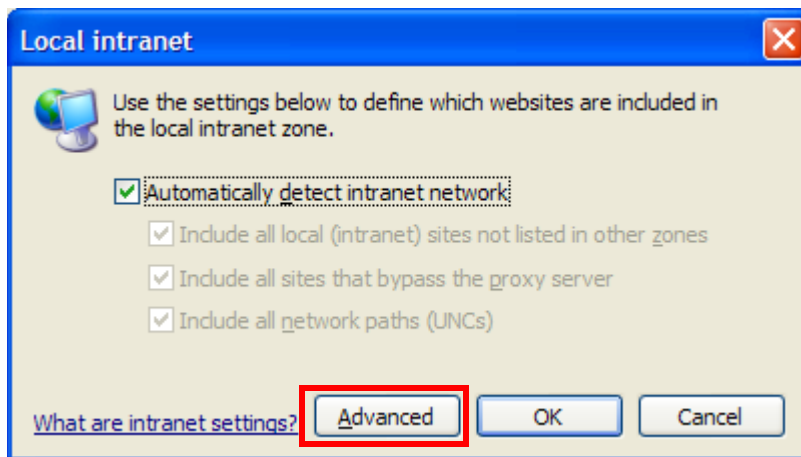 Local intranet
Use the settings below to define which websites are included in
the local intranet zone.
Automatically detect intranet network
Include all local (intranet) sites not listed in other zones
Include all sites that bypass the proxy server
Include all network paths (UNCs)
What are intranet settings? Advanced OK Cancel